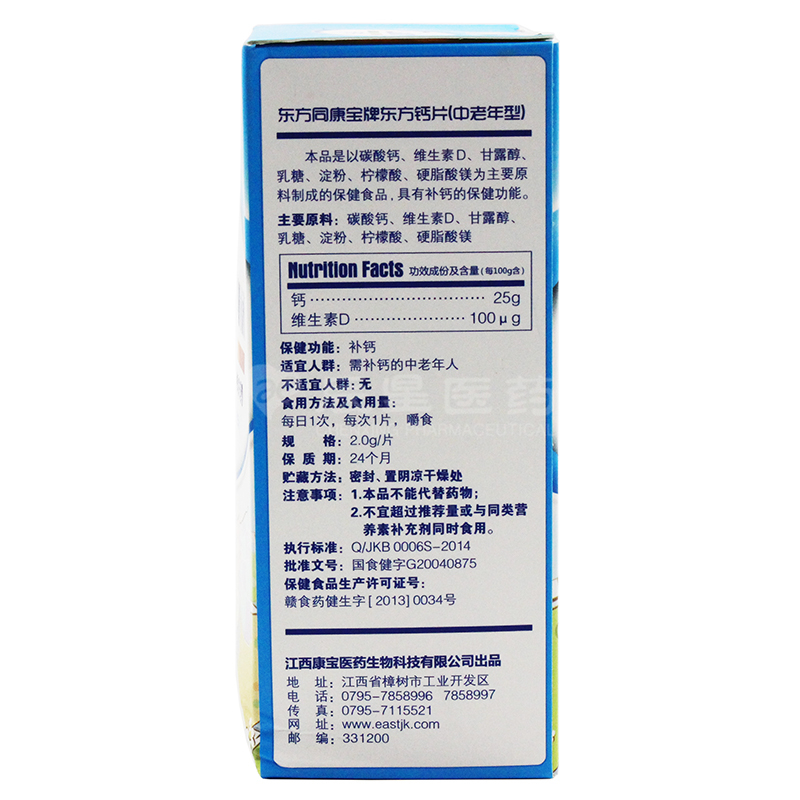 东方同康宝牌东方钙片(中老年型)
本品是以碳酸钙、维生素D、甘露醇、
乳糖、淀粉、柠檬酸、硬脂酸镁为主要原
料制成的保健食品,具有补钙的保健功能。
主要原料：碳酸钙、维生素D、甘露醇、
乳糖、淀粉、柠檬酸、硬脂酸镁
Nutrition Facts 功效成份及含量(每100g含)
钙································25g
维生素D·····················100μg
保健功能：补钙
适宜人群：需补钙的中老年人
不适宜人群：无
食用方法及食用量：
每日1次，每次1片，嚼食
规 格：2.0g/片
保 质 期：24个月
贮藏方法：密封、置阴凉干燥处
注意事项：1.本品不能代替药物；
2.不宜超过推荐量或与同类营
养素补充剂同时食用。
执行标准：Q/JKB 0006S-2014
批准文号：国食健字G20040875
保健食品生产许可证号：
赣食药健生字[2013]0034号
江西康宝医药生物科技有限公司出品
地 址：江西省樟树市工业开发区
电 话：0795-7858996 7858997
传 真：0795-7115521
网 址：www.eastjk.com
邮 编：331200